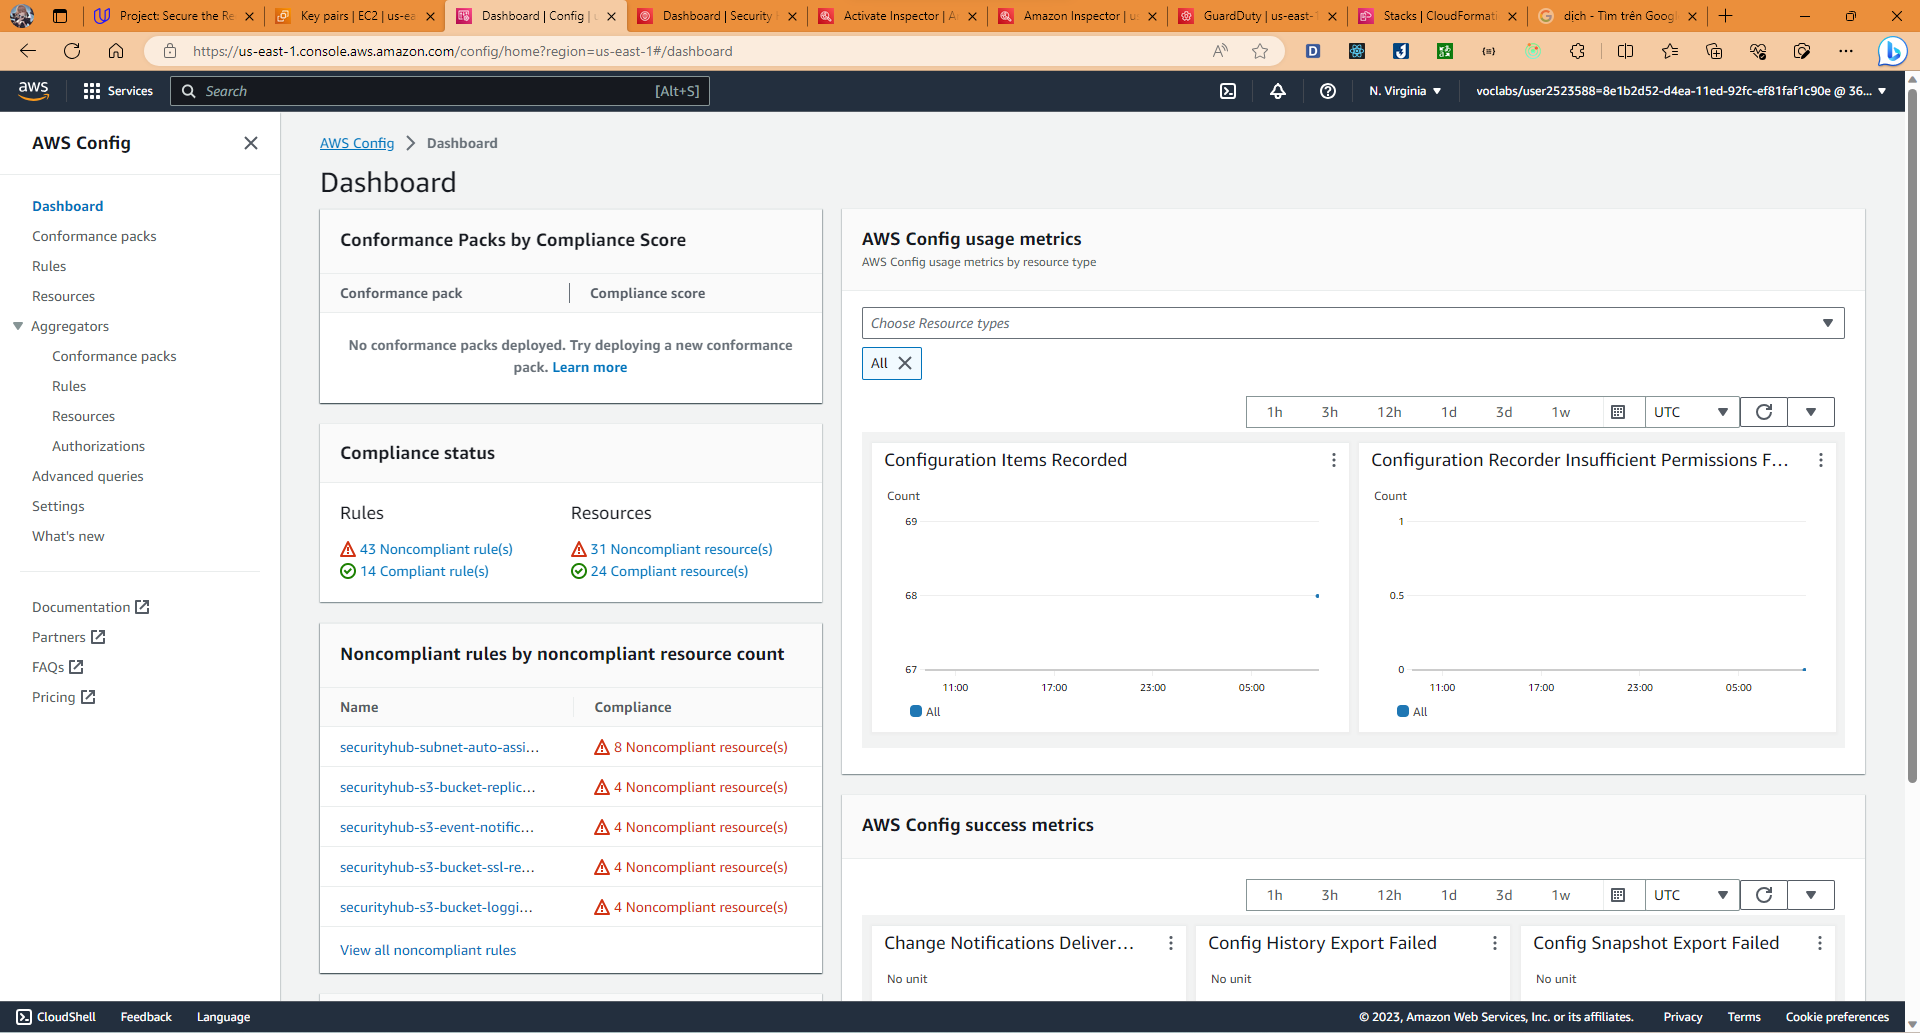 Project: Secure the Re
Key pairs | EC2 | us-ea
Dashboard | Config | u
Dashboard | Security
Activate Inspector | A
Amazon Inspector | us
GuardDuty | us-east-1
Stacks | CloudFormati
dịch - Tìm trên Google
https://us-east-1.console.aws.amazon.com/config/home?region=us-east-1#/dashboard
aws
Services
Search
[Alt+S]
N. Virginia
voclabs/user2523588=8e1b2d52-d4ea-11ed-92fc-ef81faf1c90e @ 36...
AWS Config
Dashboard
Conformance packs
Rules
Resources
Aggregators
Conformance packs
Rules
Resources
Authorizations
Advanced queries
Settings
What's new
Documentation
Partners
FAQs
Pricing
AWS Config
Dashboard
Dashboard
Conformance Packs by Compliance Score
Conformance pack
Compliance score
No conformance packs deployed. Try deploying a new conformance
pack. Learn more
Compliance status
Rules
43 Noncompliant rule(s)
14 Compliant rule(s)
Resources
31 Noncompliant resource(s)
24 Compliant resource(s)
Noncompliant rules by noncompliant resource count
Name
Compliance
securityhub-subnet-auto-assi...
8 Noncompliant resource(s)
securityhub-s3-bucket-replic...
4 Noncompliant resource(s)
securityhub-s3-event-notific...
4 Noncompliant resource(s)
securityhub-s3-bucket-ssl-re...
4 Noncompliant resource(s)
securityhub-s3-bucket-loggi...
4 Noncompliant resource(s)
View all noncompliant rules
AWS Config usage metrics
AWS Config usage metrics by resource type
Choose Resource types
All
1h 3h 12h 1d 3d 1w
UTC
Configuration Items Recorded
Count
69
68
67
11:00 17:00 23:00 05:00
All
Configuration Recorder Insufficient Permissions F...
Count
1
0.5
0
11:00 17:00 23:00 05:00
All
AWS Config success metrics
1h 3h 12h 1d 3d 1w
UTC
Change Notifications Deliver...
No unit
Config History Export Failed
No unit
Config Snapshot Export Failed
No unit
CloudShell
Feedback
Language
© 2023, Amazon Web Services, Inc. or its affiliates.
Privacy
Terms
Cookie preferences